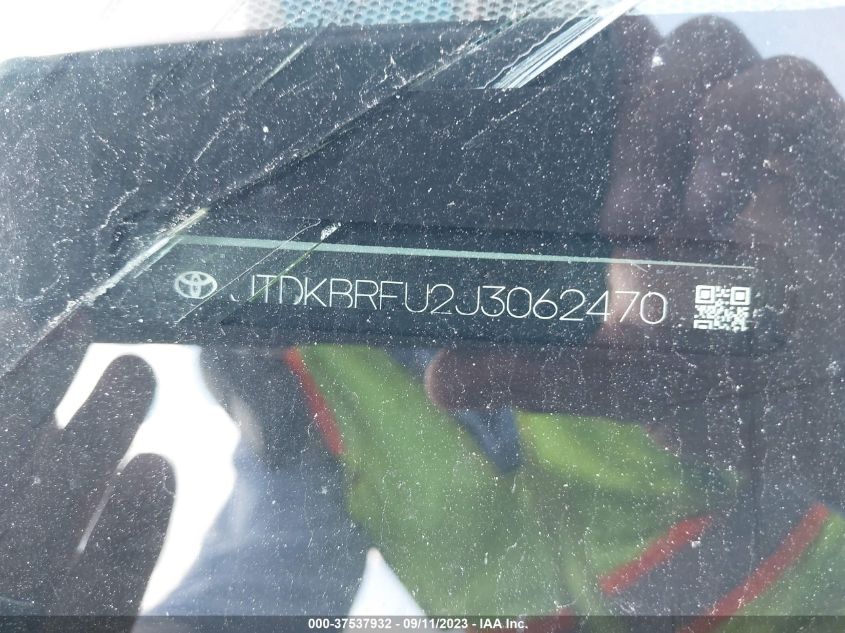 JTDKBRFU2J3062470
000-37537932 - 09/11/2023 - IAA Inc.